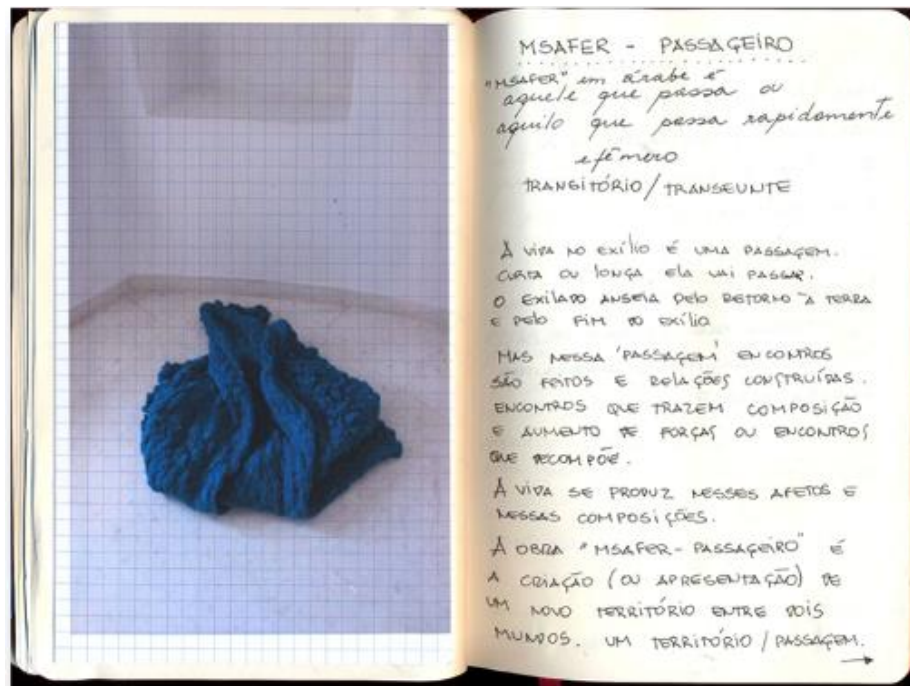 MSAFER - PASSAGEIRO
"MSAFER" em árabe é
aquele que passa ou
aquilo que passa rapidamente
efêmero
TRANSITÓRIO / TRANSEUNTE
A VIDA NO EXÍLIO É UMA PASSAGEM.
CURTA OU LONGA ELA VAI PASSAR.
O EXILADO ANSEIA PELO RETORNO À TERRA
E PELO FIM DO EXÍLIO
MAS NESSA 'PASSAGEM' ENCONTROS
SÃO FEITOS E RELAÇÕES CONSTRUÍDAS.
ENCONTROS QUE TRAZEM COMPOSIÇÃO
E AUMENTO DE FORÇAS OU ENCONTROS
QUE DECOMPÕE.
A VIDA SE PRODUZ NESSES AFETOS E
NESSAS COMPOSIÇÕES.
A OBRA "MSAFER-PASSAGEIRO" É
A CRIAÇÃO (OU APRESENTAÇÃO) DE
UM NOVO TERRITÓRIO ENTRE DOIS
MUNDOS. UM TERRITÓRIO / PASSAGEM.